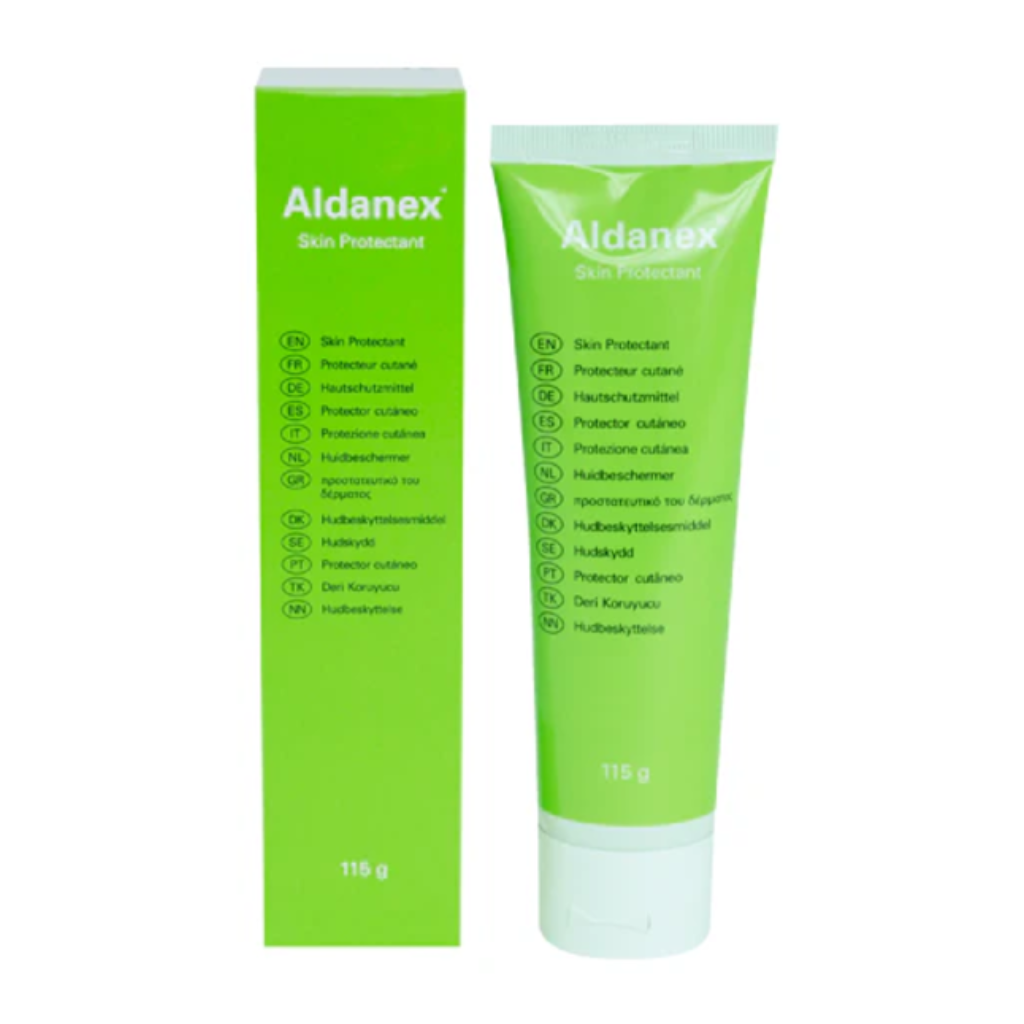 Aldanex®
Skin Protectant
EN Skin Protectant
FR Protecteur cutané
DE Hautschutzmittel
ES Protector cutáneo
IT Protezione cutánea
NL Huidbeschermer
GR προστατευτικό του
δέρματος
DK Hudbeskyttelsesmiddel
SE Hudskydd
PT Protector cutâneo
TK Deri Koruyucu
NN Hudbeskyttelse
115 g
Aldanex®
Skin Protectant
EN Skin Protectant
FR Protecteur cutané
DE Hautschutzmittel
ES Protector cutáneo
IT Protezione cutánea
NL Huidbeschermer
GR προστατευτικό του δέρματος
DK Hudbeskyttelsesmiddel
SE Hudskydd
PT Protector cutâneo
TK Deri Koruyucu
NN Hudbeskyttelse
115 g